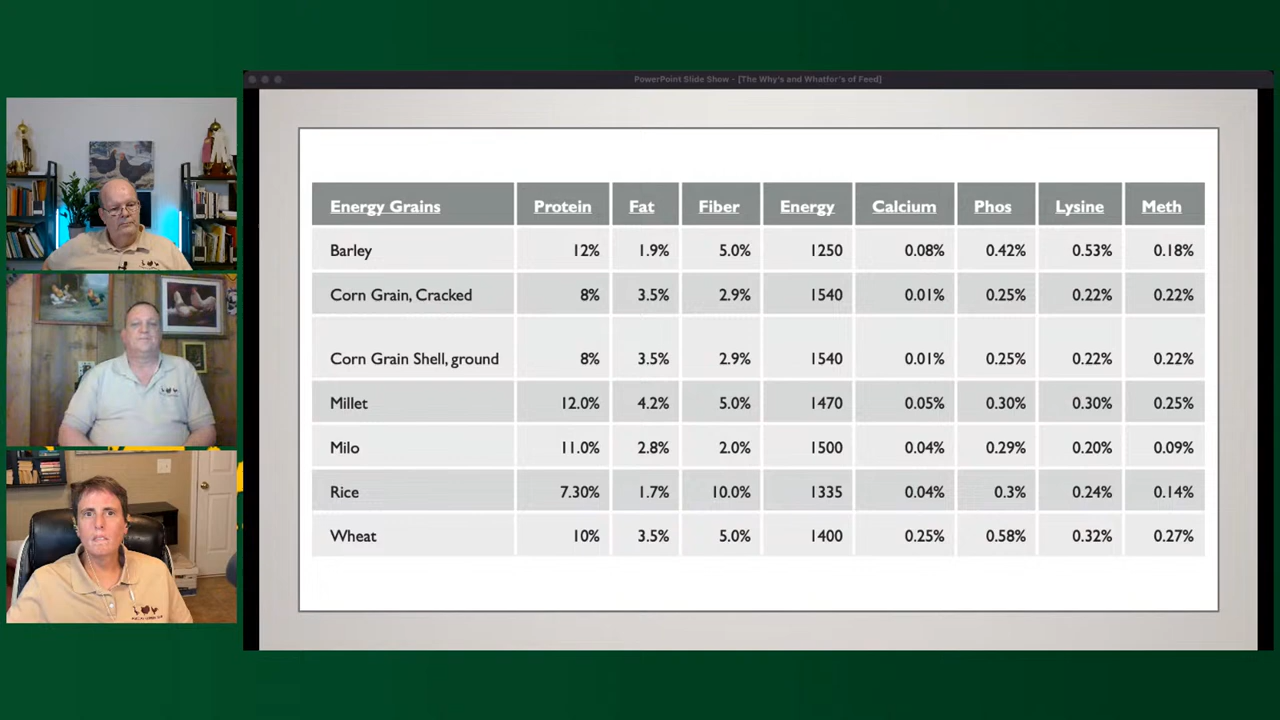 PowerPoint Slide Show - [The Why's and Whatfor's of Feed]
Energy Grains Protein Fat Fiber Energy Calcium Phos Lysine Meth
Barley 12% 1.9% 5.0% 1250 0.08% 0.42% 0.53% 0.18%
Corn Grain, Cracked 8% 3.5% 2.9% 1540 0.01% 0.25% 0.22% 0.22%
Corn Grain Shell, ground 8% 3.5% 2.9% 1540 0.01% 0.25% 0.22% 0.22%
Millet 12.0% 4.2% 5.0% 1470 0.05% 0.30% 0.30% 0.25%
Milo 11.0% 2.8% 2.0% 1500 0.04% 0.29% 0.20% 0.09%
Rice 7.30% 1.7% 10.0% 1335 0.04% 0.3% 0.24% 0.14%
Wheat 10% 3.5% 5.0% 1400 0.25% 0.58% 0.32% 0.27%